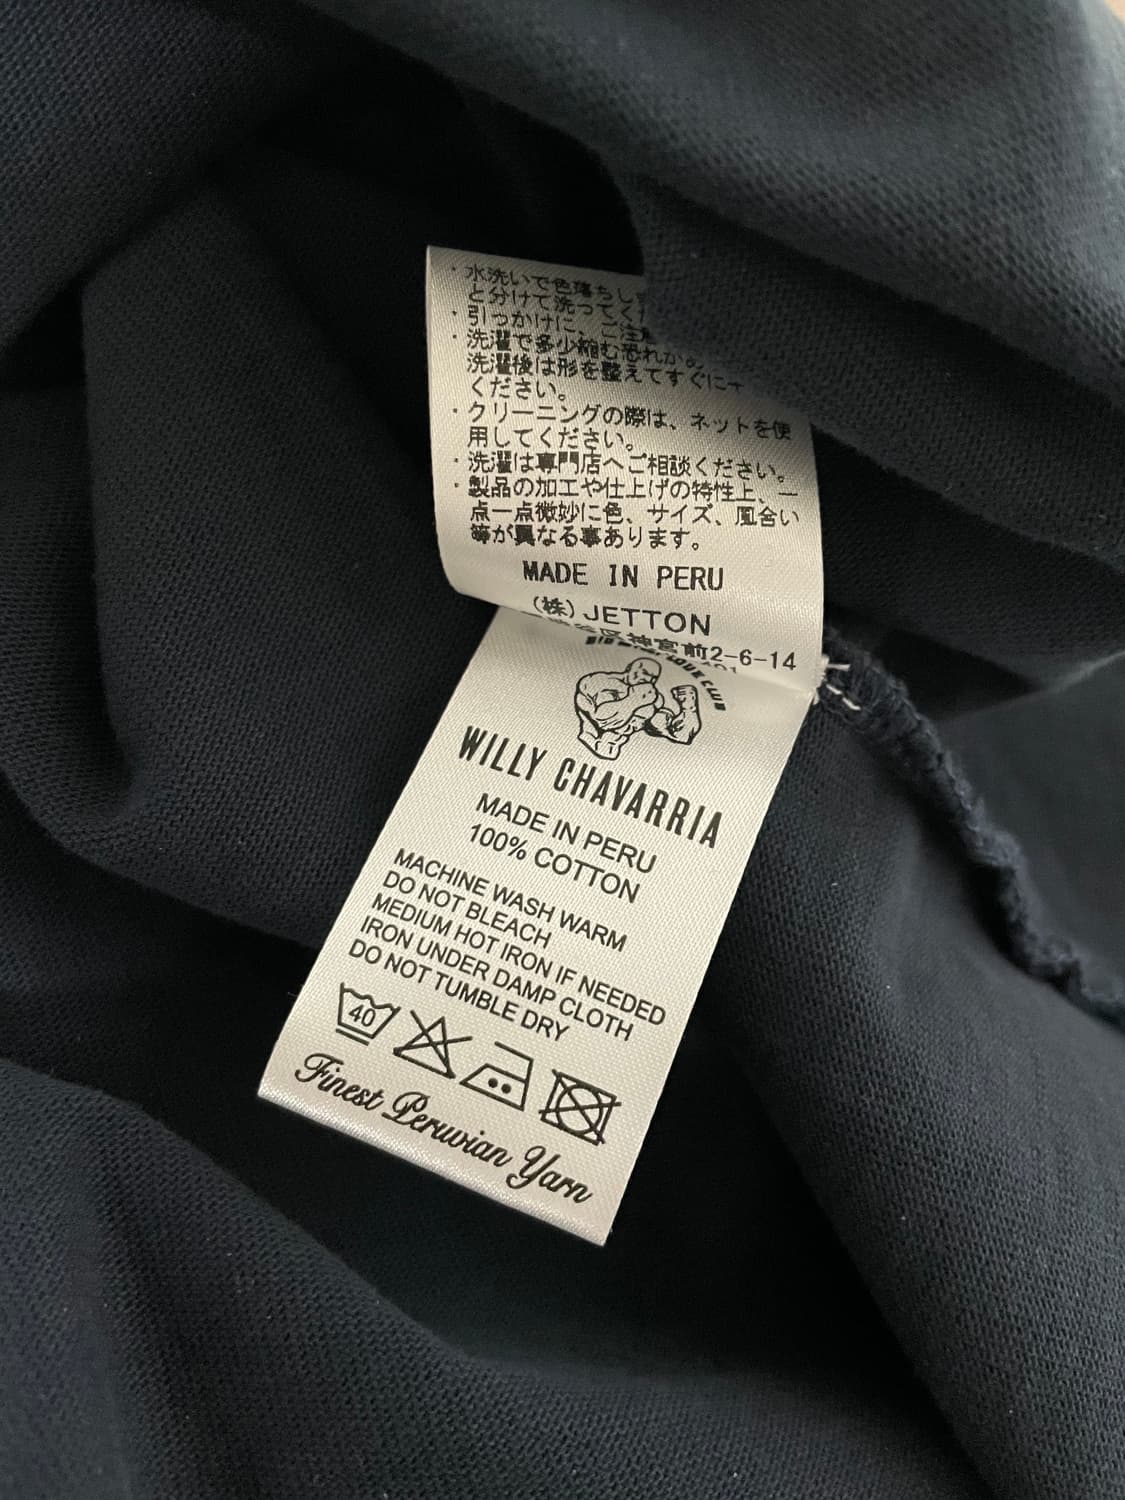 ・水洗いで色落ちし
と分けて洗ってく
・引っかけに、ご注
・洗濯で多少縮む恐れが
洗濯後は形を整えてすぐに
ください。
・クリーニングの際は、ネットを使
用してください。
・洗濯は専門店へご相談ください。
・製品の加工や仕上げの特性上、一
点一点微妙に色、サイズ、風合い
等が異なる事あります。
MADE IN PERU
(株)JETTON
谷区神宮前2-6-14
LOVE CLUB
WILLY CHAVARRIA
MADE IN PERU
100% COTTON
MACHINE WASH WARM
DO NOT BLEACH
MEDIUM HOT IRON IF NEEDED
IRON UNDER DAMP CLOTH
DO NOT TUMBLE DRY
40
Finest Peruvian Yarn